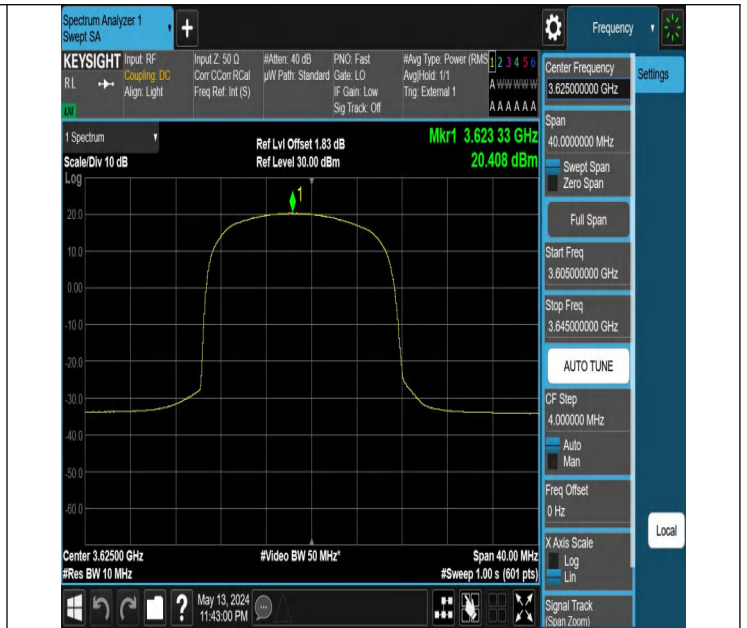 Spectrum Analyzer 1
Swept SA
+
Frequency
KEYSIGHT
RL
Input: RF
Coupling: DC
Align: Light
Input Z: 50 Ω
Corr CCorr RCal
Freq Ref: Int (S)
#Atten: 40 dB
µW Path: Standard
PNO: Fast
Gate: LO
IF Gain: Low
Sig Track: Off
#Avg Type: Power (RMS
Avg|Hold: 1/1
Trig: External 1
1 2 3 4 5 6
A W W W W W
A A A A A A
1 Spectrum
Scale/Div 10 dB
Log
Ref Lvl Offset 1.83 dB
Ref Level 30.00 dBm
Mkr1 3.623 33 GHz
20.408 dBm
1
20.0
10.0
0.00
-10.0
-20.0
-30.0
-40.0
-50.0
-60.0
Center 3.62500 GHz
#Res BW 10 MHz
#Video BW 50 MHz*
Span 40.00 MHz
#Sweep 1.00 s (601 pts)
?
May 13, 2024
11:43:00 PM
Center Frequency
3.625000000 GHz
Settings
Span
40.0000000 MHz
Swept Span
Zero Span
Full Span
Start Freq
3.605000000 GHz
Stop Freq
3.645000000 GHz
AUTO TUNE
CF Step
4.000000 MHz
Auto
Man
Freq Offset
0 Hz
X Axis Scale
Log
Lin
Local
Signal Track
(Span Zoom)